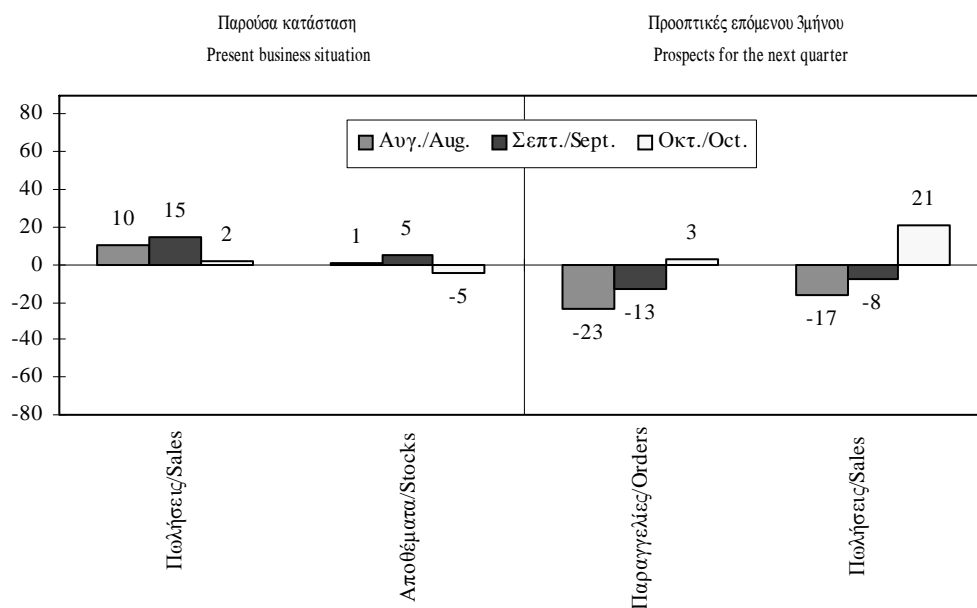 Παρούσα κατάσταση
Present business situation
Προοπτικές επόμενου 3μήνου
Prospects for the next quarter
80
60
40
20
0
-20
-40
-60
-80
Αυγ./Aug.
Σεπτ./Sept.
Οκτ./Oct.
10
15
2
1
5
-5
-23
-13
3
-17
-8
21
Πωλήσεις/Sales
Αποθέματα/Stocks
Παραγγελίες/Orders
Πωλήσεις/Sales